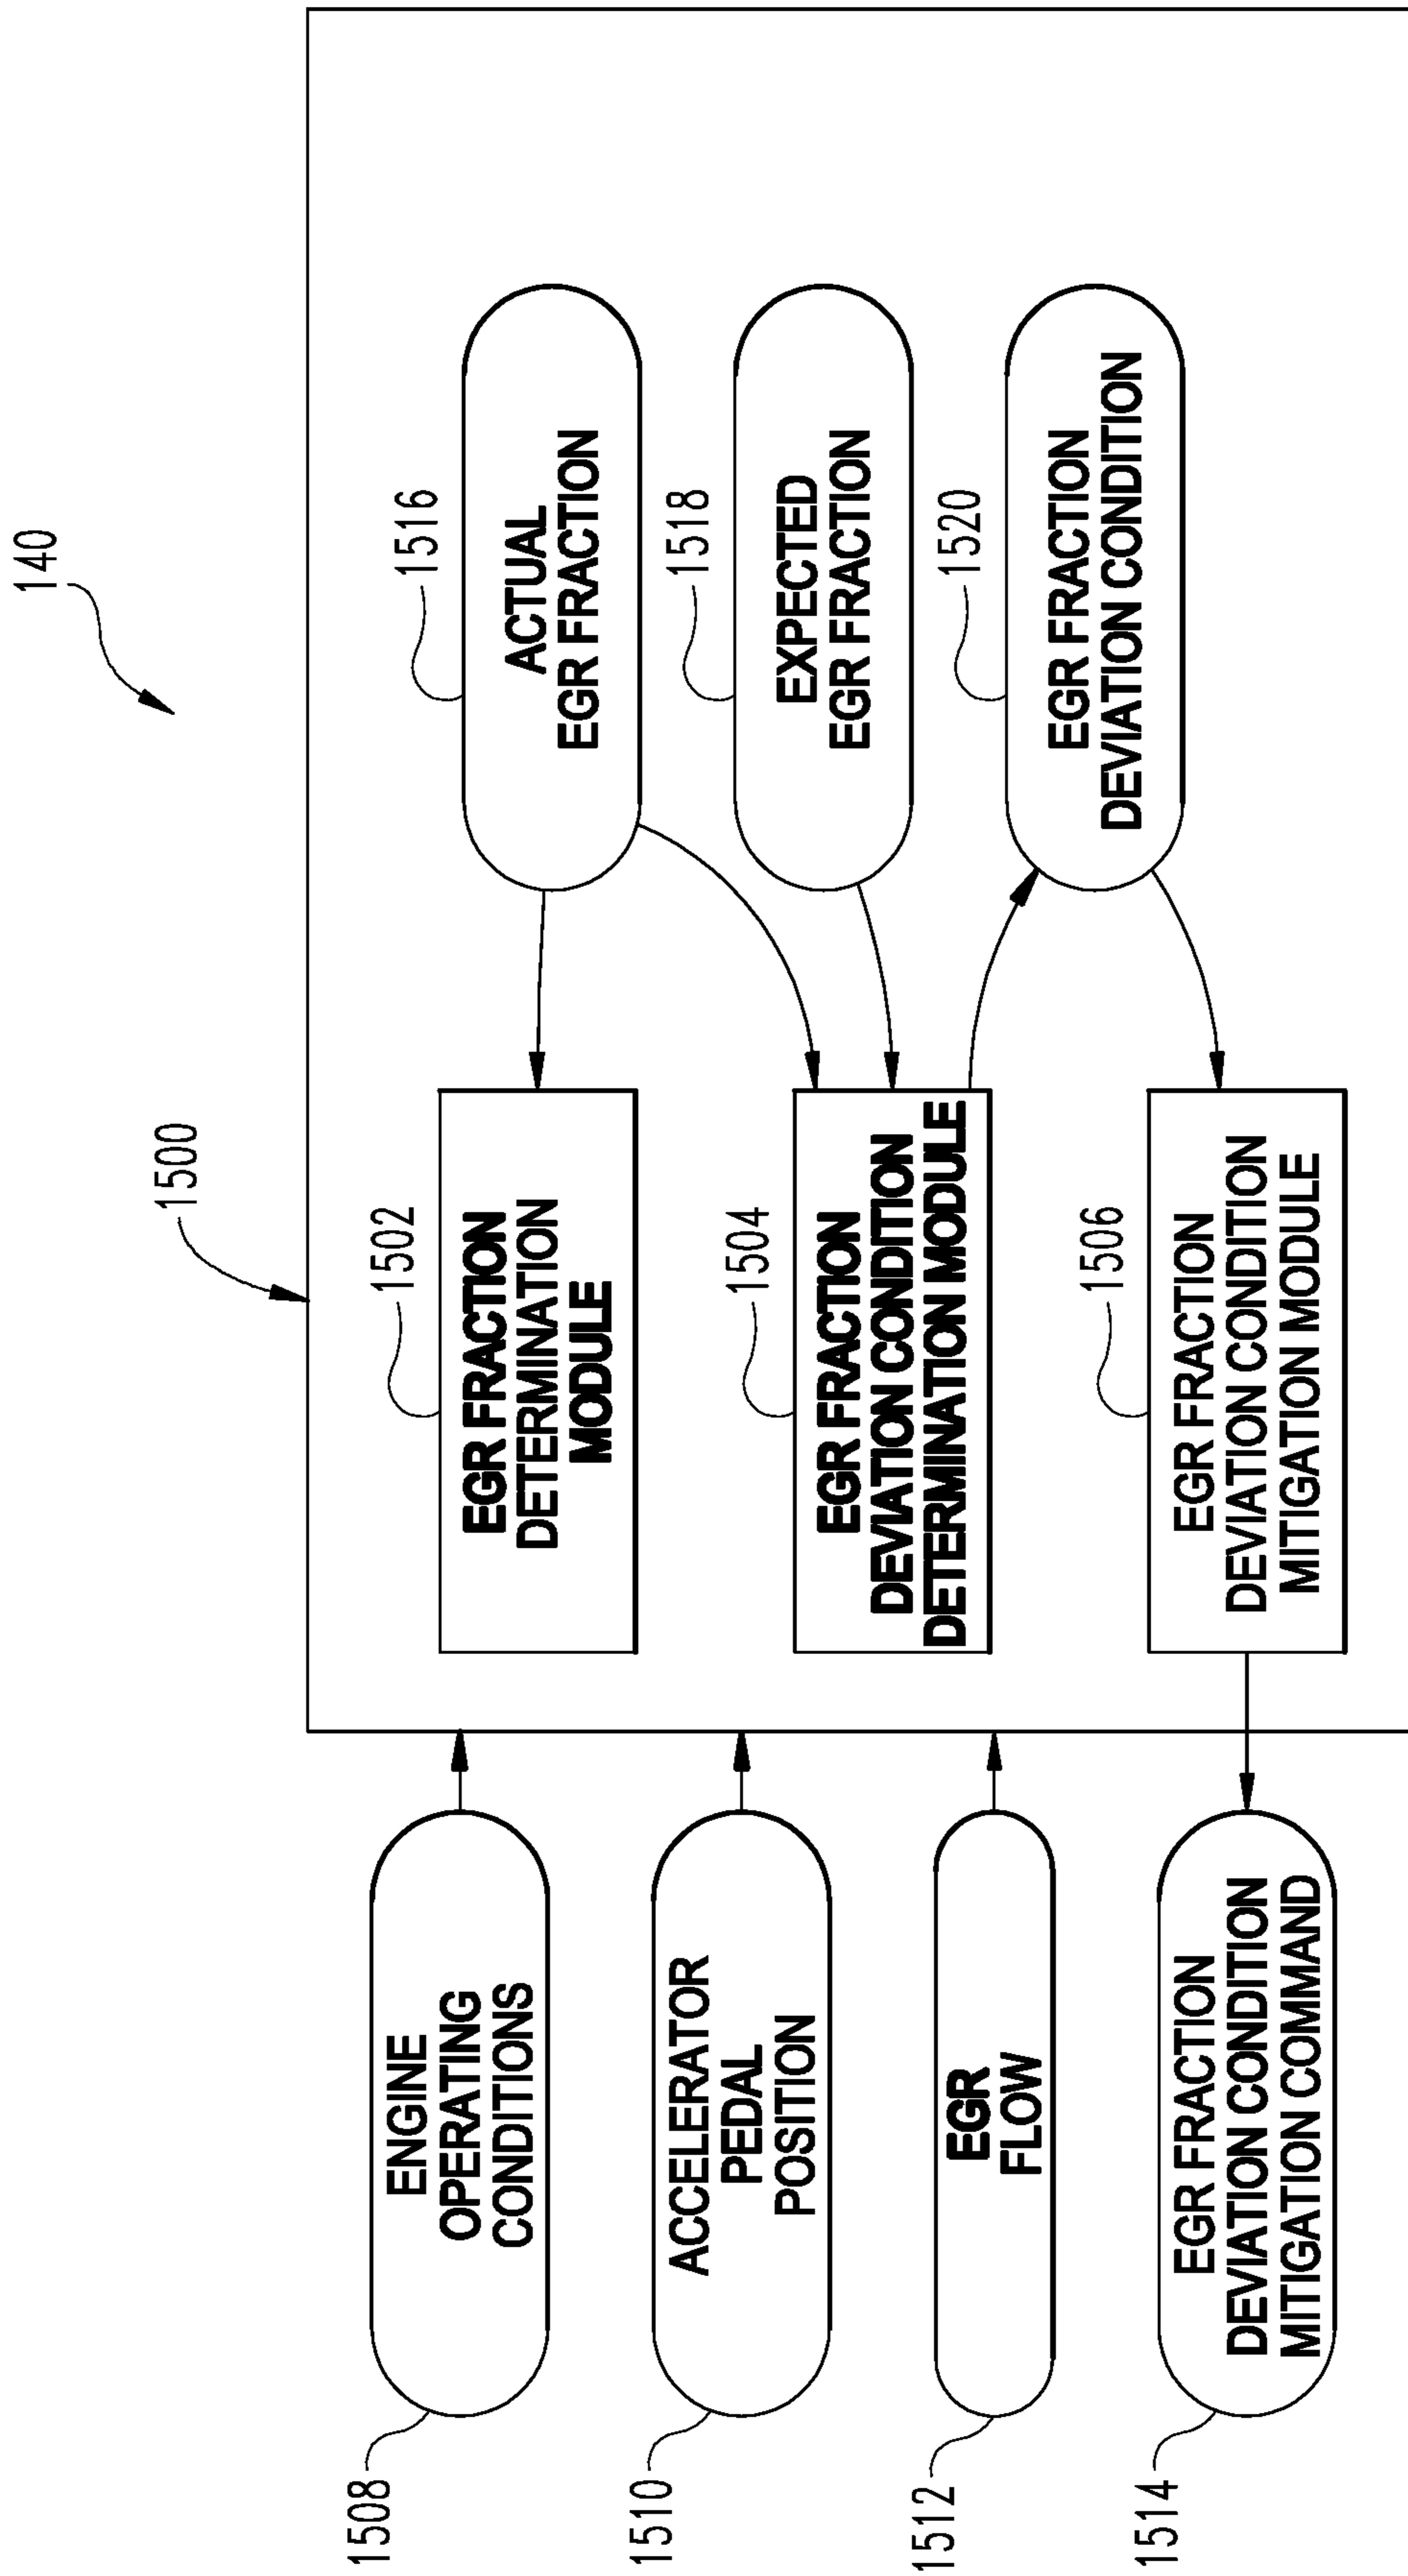 140
1500
1508
ENGINE
OPERATING
CONDITIONS
1510
ACCELERATOR
PEDAL
POSITION
1512
EGR
FLOW
1514
EGR FRACTION
DEVIATION CONDITION
MITIGATION COMMAND
1502
EGR FRACTION
DETERMINATION
MODULE
1504
EGR FRACTION
DEVIATION CONDITION
DETERMINATION MODULE
1506
EGR FRACTION
DEVIATION CONDITION
MITIGATION MODULE
1516
ACTUAL
EGR FRACTION
1518
EXPECTED
EGR FRACTION
1520
EGR FRACTION
DEVIATION CONDITION